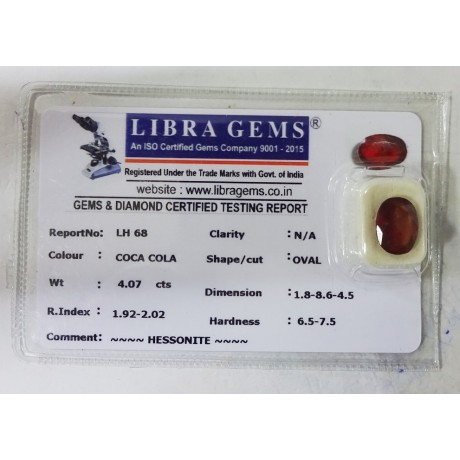 LIBRA GEMS ®
An ISO Certified Gems Company 9001 - 2015
Registered Under the Trade Marks with Govt. of India
website : www.libragems.co.in
GEMS & DIAMOND CERTIFIED TESTING REPORT
ReportNo: LH 68 Clarity : N/A
Colour : COCA COLA Shape/cut : OVAL
Wt : 4.07 cts Dimension : 1.8-8.6-4.5
R.Index : 1.92-2.02 Hardness : 6.5-7.5
Comment: ~~~~ HESSONITE ~~~~